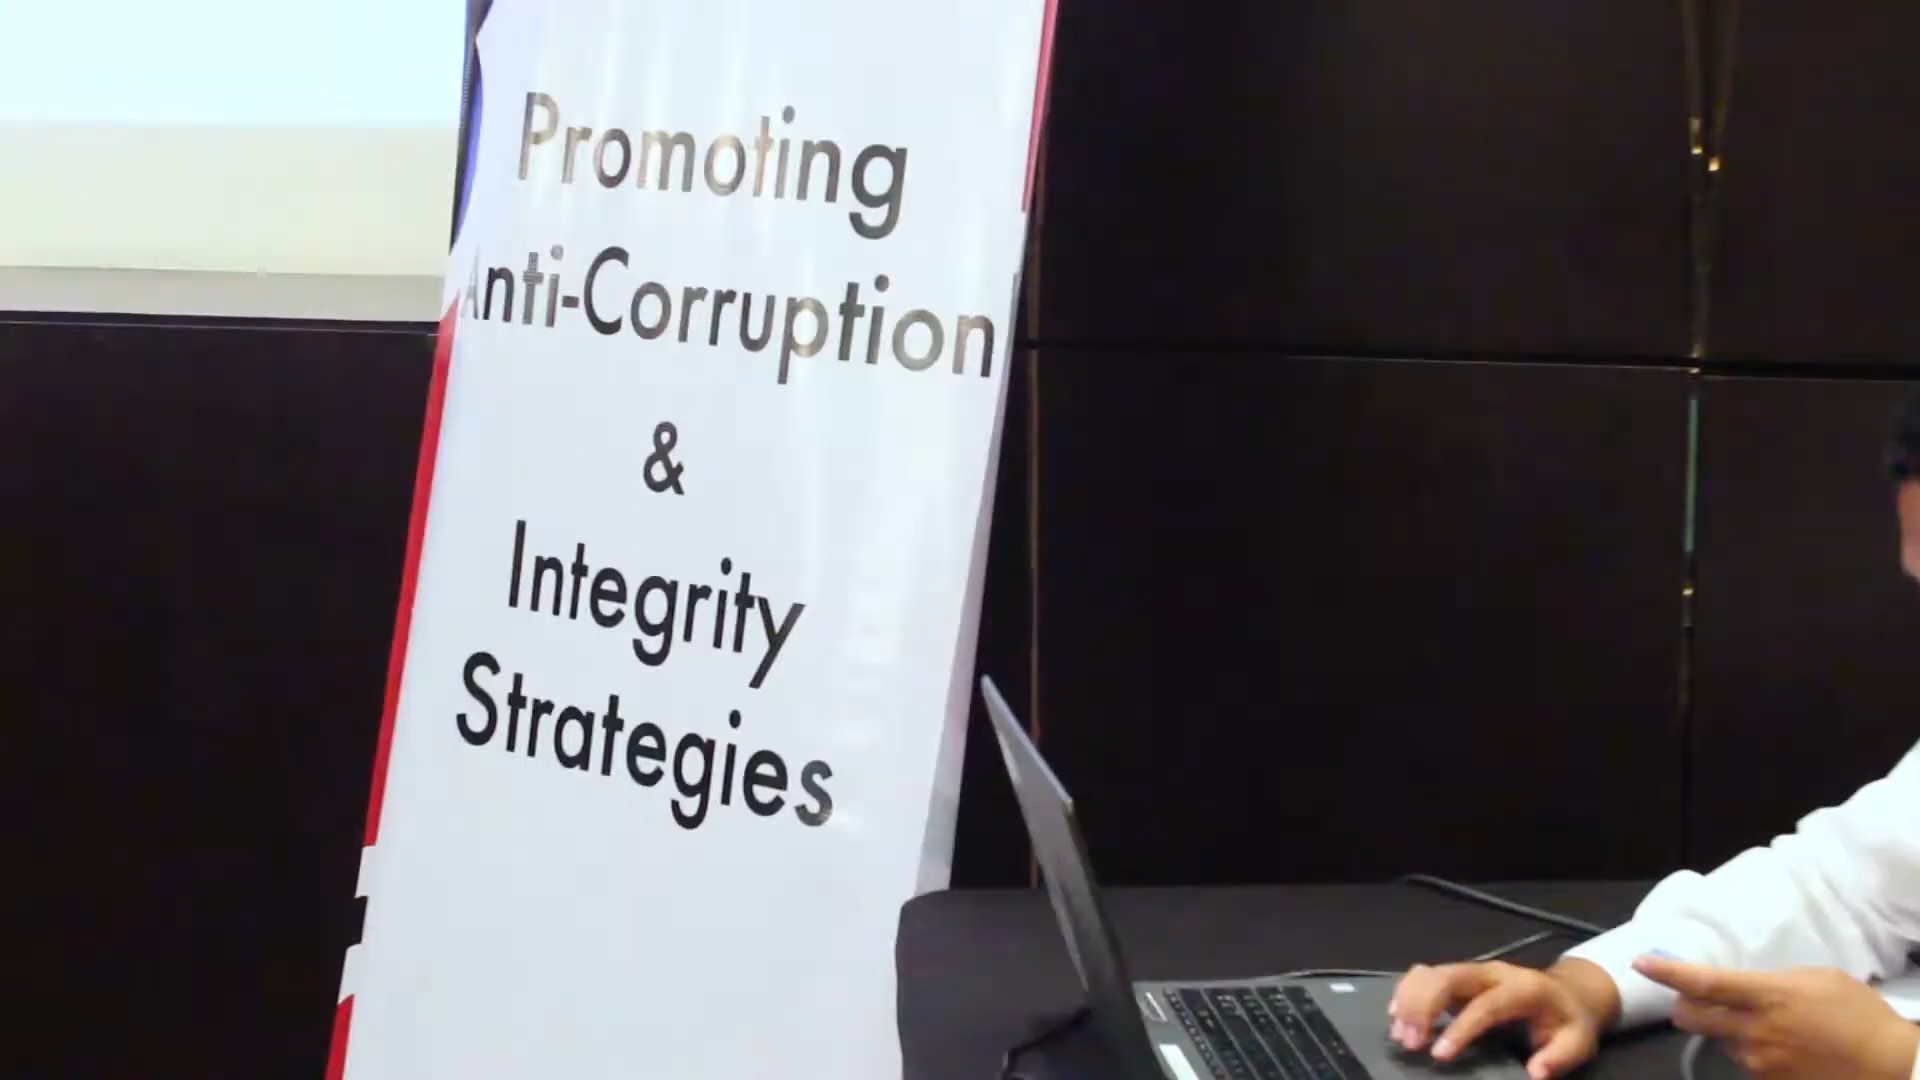 Promoting
Anti-Corruption
&
Integrity
Strategies